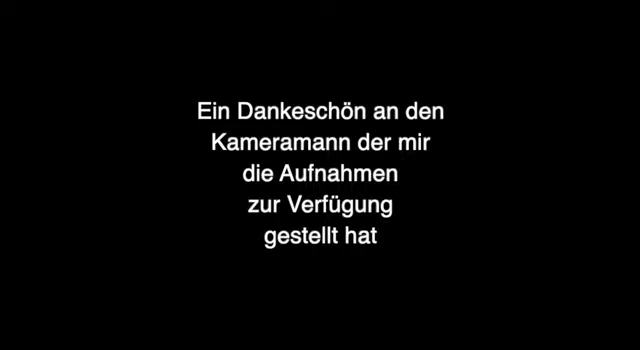 Ein Dankeschön an den
Kameramann der mir
die Aufnahmen
zur Verfügung
gestellt hat